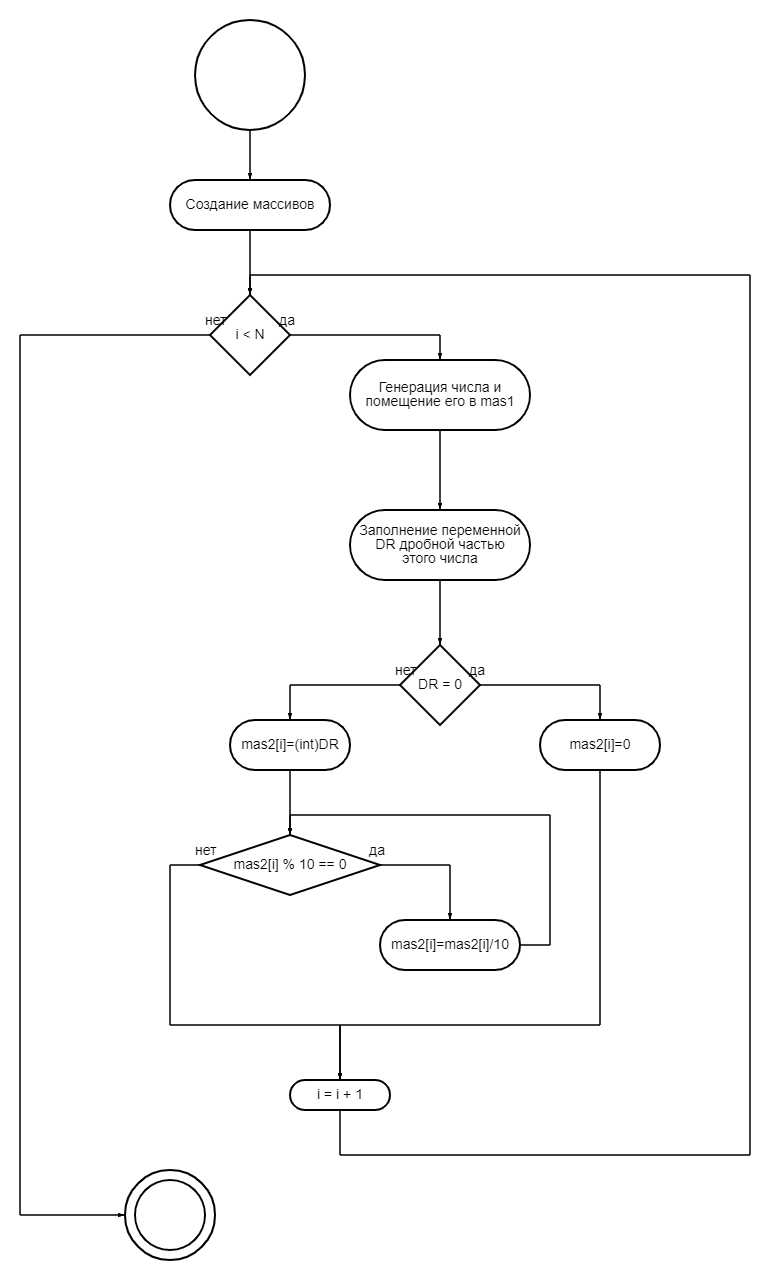 Создание массивов
нет
да
i < N
Генерация числа и
помещение его в mas1
Заполнение переменной
DR дробной частью
этого числа
нет
да
DR = 0
mas2[i]=(int)DR
mas2[i]=0
нет
да
mas2[i] % 10 == 0
mas2[i]=mas2[i]/10
i = i + 1